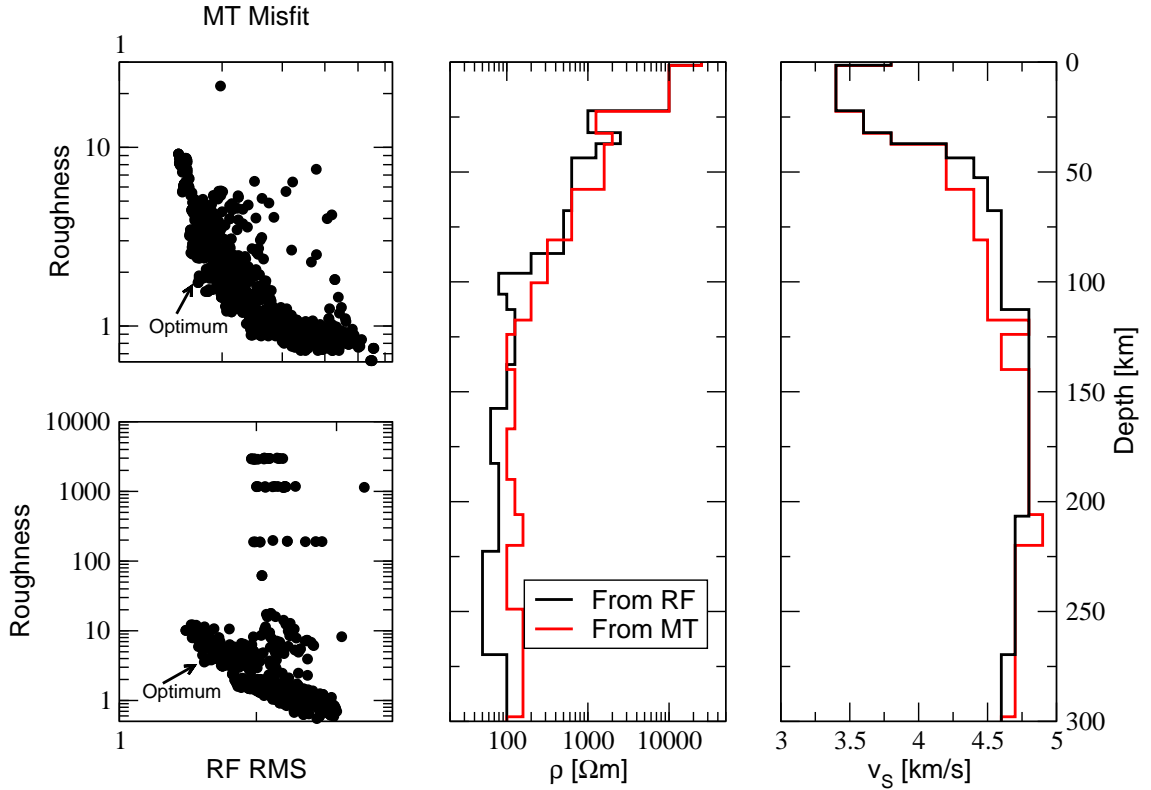 MT Misfit
1
Roughness
10
1
Optimum
Roughness
10000
1000
100
10
1
Optimum
1
RF RMS
From RF
From MT
100
1000
10000
ρ [Ωm]
0
50
100
150
200
250
300
Depth [km]
3
3.5
4
4.5
5
v_S [km/s]